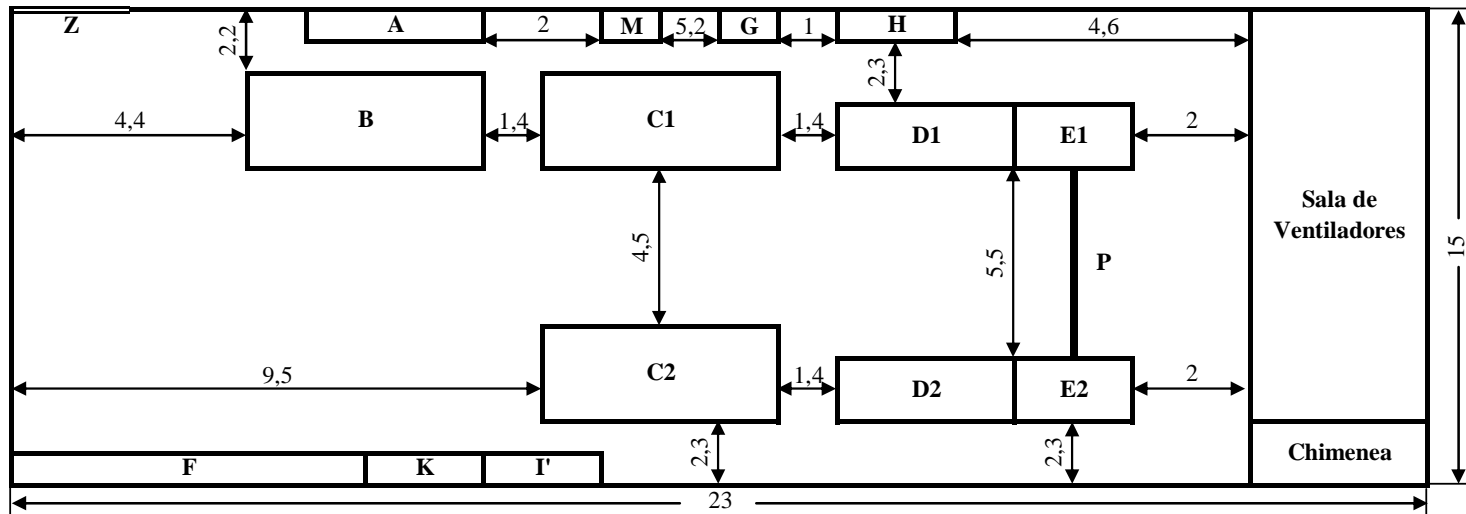 Z
A
2
M
5,2
G
1
H
4,6
2,2
2,3
4,4
B
1,4
C1
1,4
D1
E1
2
Sala de
Ventiladores
4,5
5,5
P
15
9,5
C2
1,4
D2
E2
2
F
K
I'
2,3
2,3
Chimenea
23